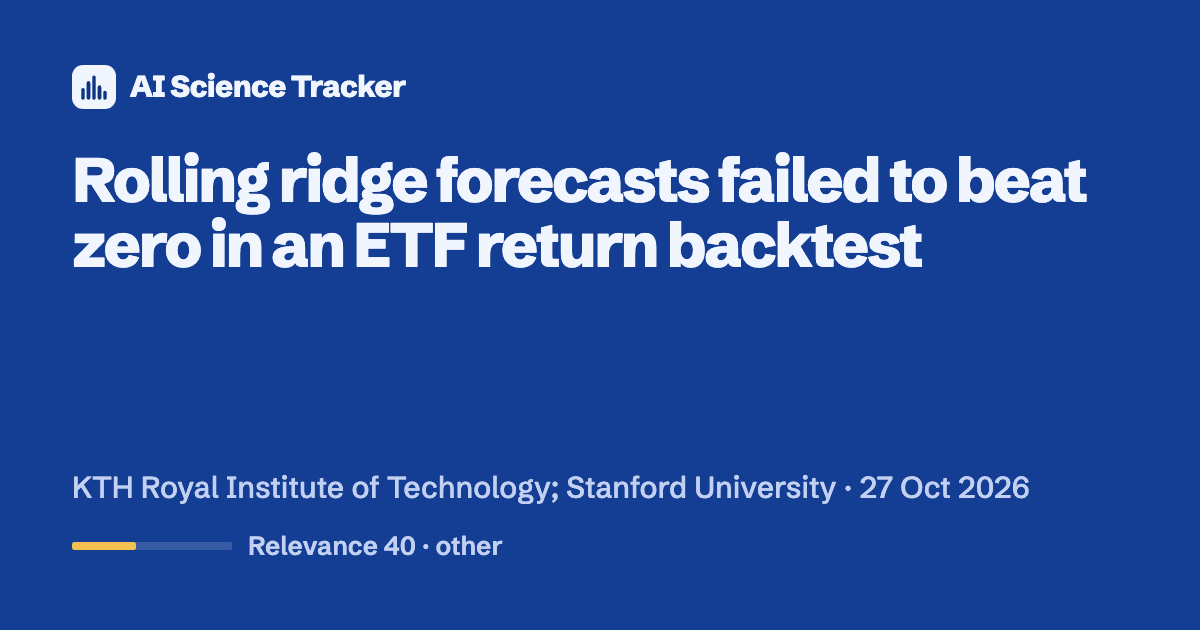 AI Science Tracker
Rolling ridge forecasts failed to beat
zero in an ETF return backtest
KTH Royal Institute of Technology; Stanford University · 27 Oct 2026
Relevance 40 · other